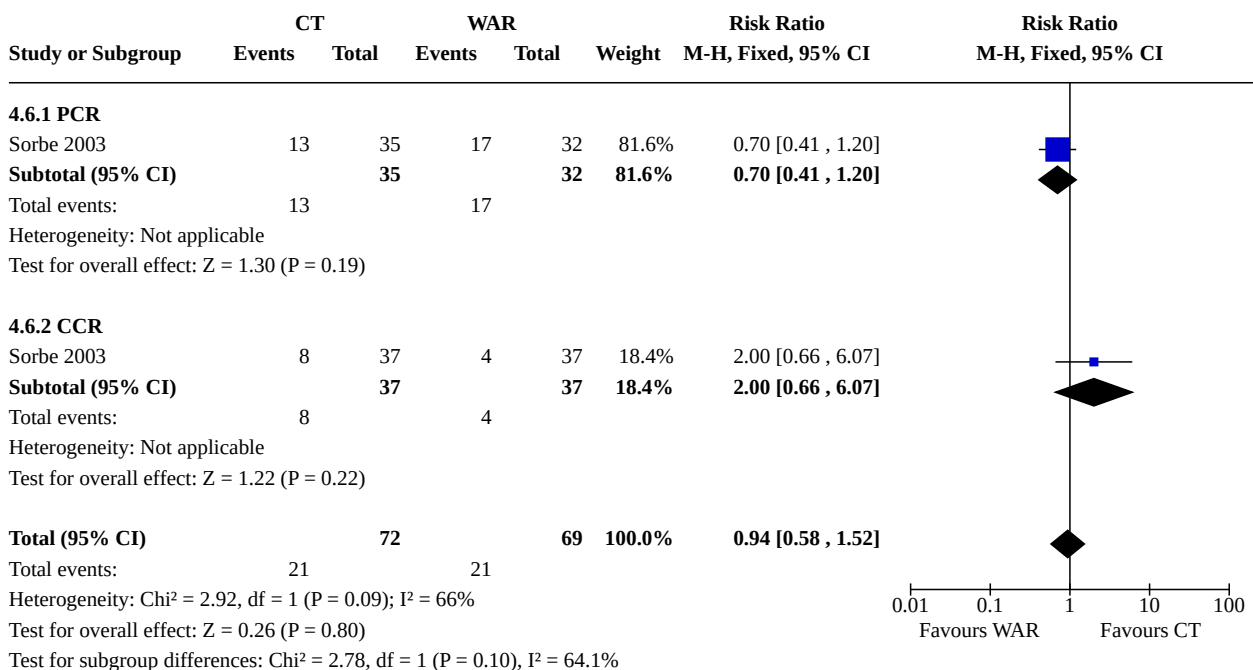 CT WAR Risk Ratio Risk Ratio
Study or Subgroup Events Total Events Total Weight M-H, Fixed, 95% CI M-H, Fixed, 95% CI
4.6.1 PCR
Sorbe 2003 13 35 17 32 81.6% 0.70 [0.41 , 1.20]
Subtotal (95% CI) 35 32 81.6% 0.70 [0.41 , 1.20]
Total events: 13 17
Heterogeneity: Not applicable
Test for overall effect: Z = 1.30 (P = 0.19)
4.6.2 CCR
Sorbe 2003 8 37 4 37 18.4% 2.00 [0.66 , 6.07]
Subtotal (95% CI) 37 37 18.4% 2.00 [0.66 , 6.07]
Total events: 8 4
Heterogeneity: Not applicable
Test for overall effect: Z = 1.22 (P = 0.22)
Total (95% CI) 72 69 100.0% 0.94 [0.58 , 1.52]
Total events: 21 21
Heterogeneity: Chi² = 2.92, df = 1 (P = 0.09); I² = 66%
0.01 0.1 1 10 100
Test for overall effect: Z = 0.26 (P = 0.80)
Favours WAR Favours CT
Test for subgroup differences: Chi² = 2.78, df = 1 (P = 0.10), I² = 64.1%